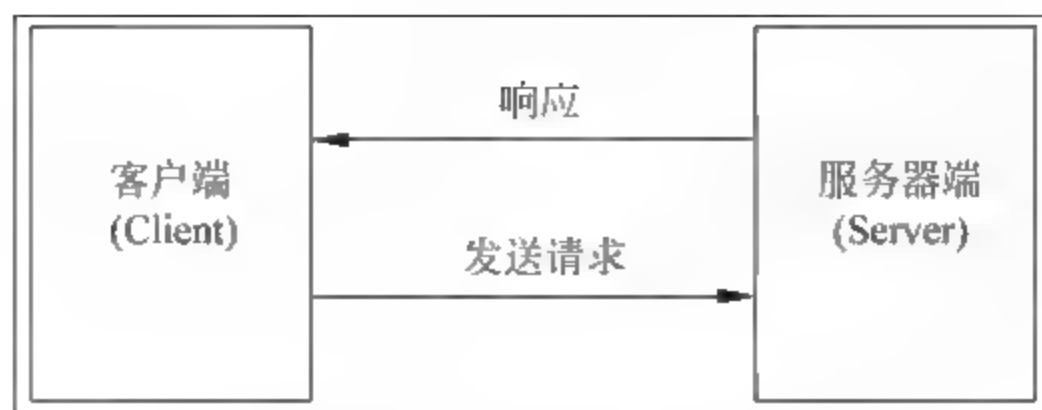 响应
客户端
(Client)
服务器端
(Server)
发送请求